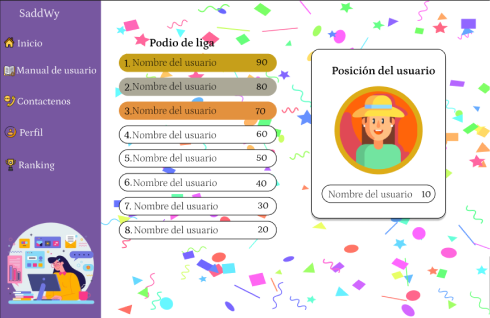 SaddWy
Inicio
Manual de usuario
Contactenos
Perfil
Ranking
Podio de liga
1. Nombre del usuario 90
2. Nombre del usuario 80
3. Nombre del usuario 70
4. Nombre del usuario 60
5. Nombre del usuario 50
6. Nombre del usuario 40
7. Nombre del usuario 30
8. Nombre del usuario 20
Posición del usuario
Nombre del usuario 10